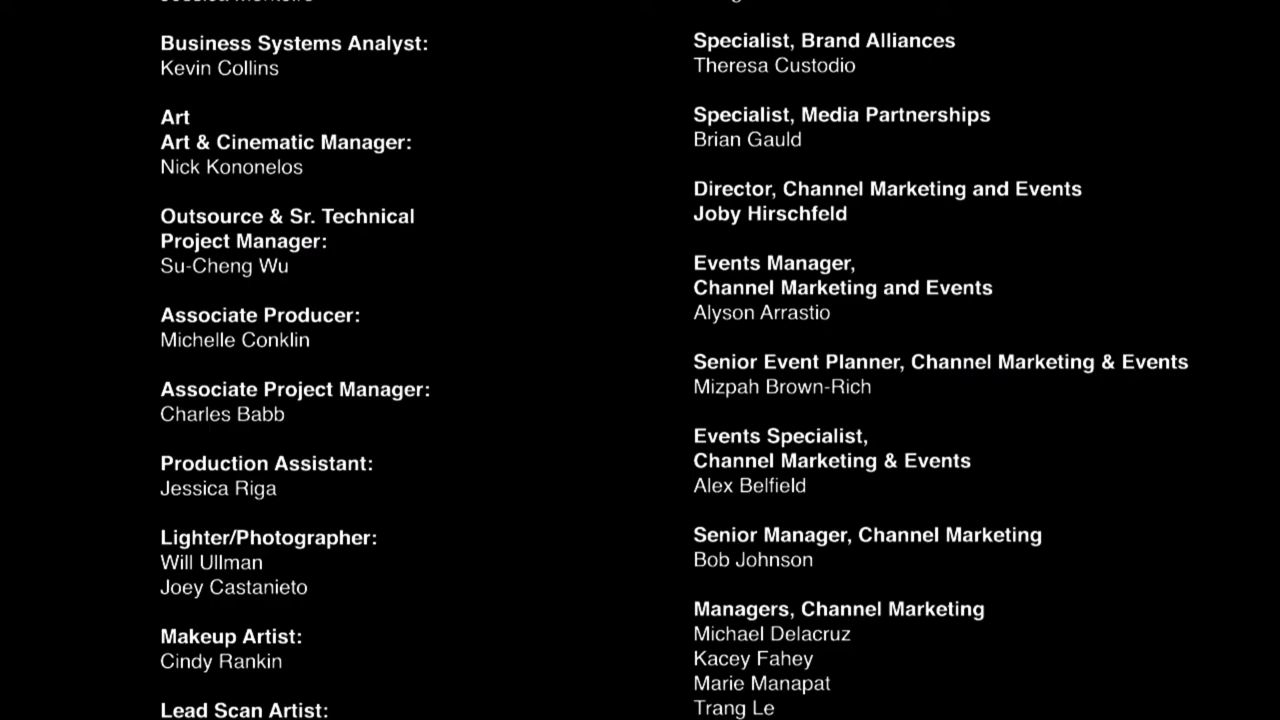 Business Systems Analyst:
Kevin Collins
Art
Art & Cinematic Manager:
Nick Kononelos
Outsource & Sr. Technical
Project Manager:
Su-Cheng Wu
Associate Producer:
Michelle Conklin
Associate Project Manager:
Charles Babb
Production Assistant:
Jessica Riga
Lighter/Photographer:
Will Ullman
Joey Castanieto
Makeup Artist:
Cindy Rankin
Lead Scan Artist:
Specialist, Brand Alliances
Theresa Custodio
Specialist, Media Partnerships
Brian Gauld
Director, Channel Marketing and Events
Joby Hirschfeld
Events Manager,
Channel Marketing and Events
Alyson Arrastio
Senior Event Planner, Channel Marketing & Events
Mizpah Brown-Rich
Events Specialist,
Channel Marketing & Events
Alex Belfield
Senior Manager, Channel Marketing
Bob Johnson
Managers, Channel Marketing
Michael Delacruz
Kacey Fahey
Marie Manapat
Trang Le